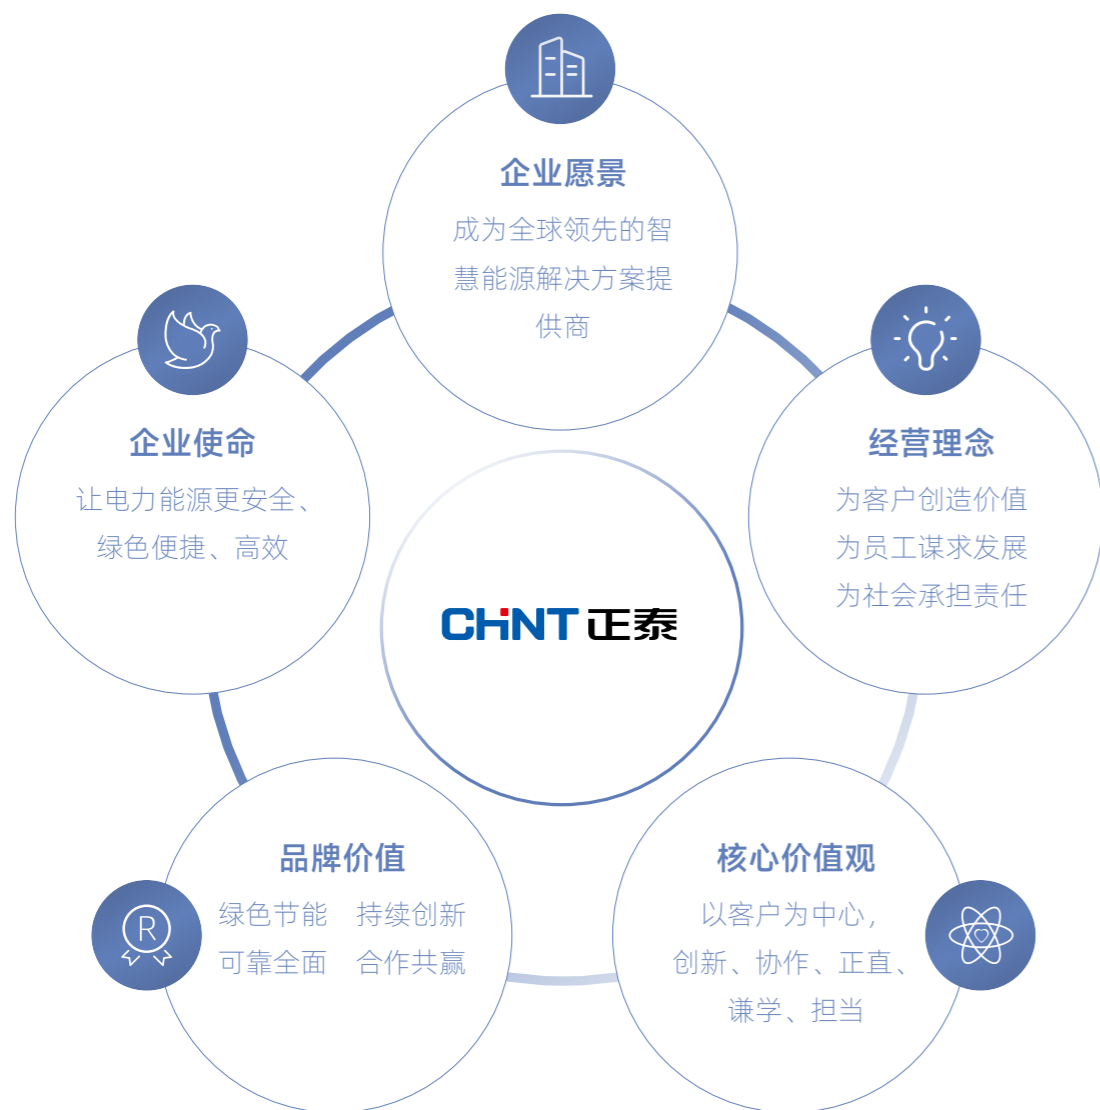 企业愿景
成为全球领先的智
慧能源解决方案提
供商
企业使命
让电力能源更安全、
绿色便捷、高效
经营理念
为客户创造价值
为员工谋求发展
为社会承担责任
CHNT 正泰
品牌价值
绿色节能 持续创新
可靠全面 合作共赢
R
核心价值观
以客户为中心，
创新、协作、正直、
谦学、担当